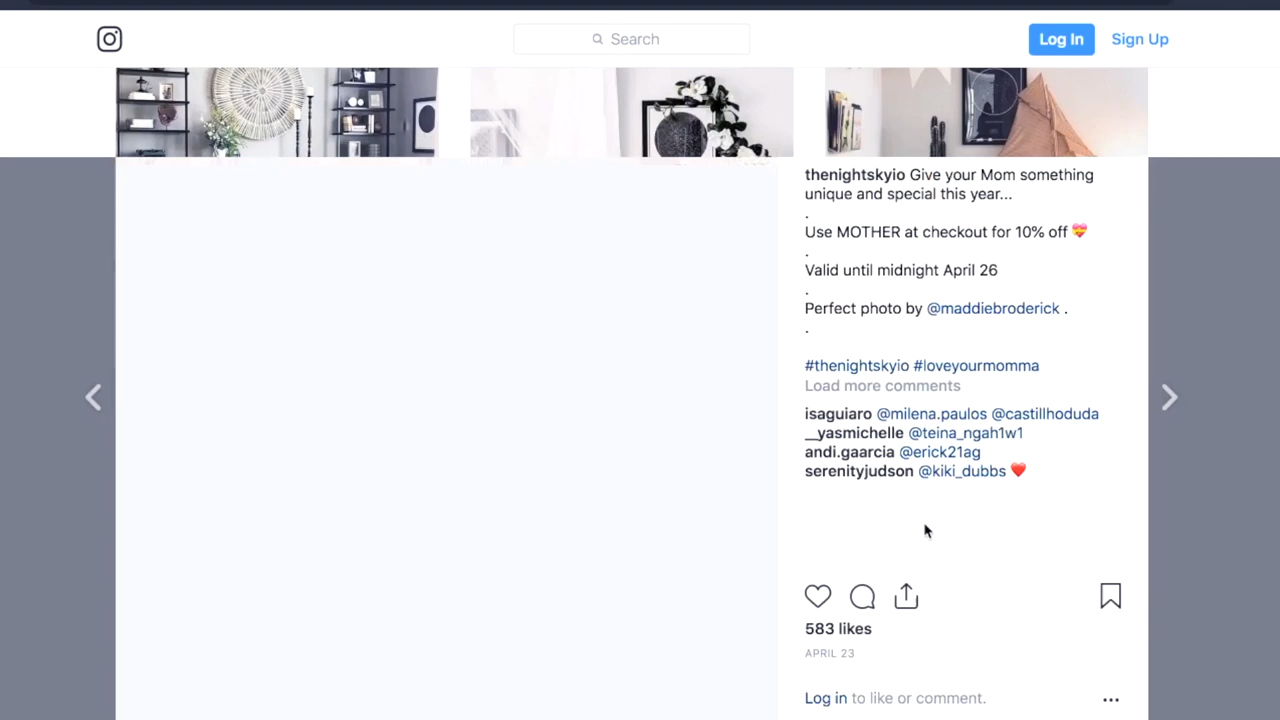 Search
Log In
Sign Up
thenightskyio Give your Mom something
unique and special this year...
.
Use MOTHER at checkout for 10% off 💝
.
Valid until midnight April 26
.
Perfect photo by @maddiebroderick .
.
#thenightskyio #loveyourmomma
Load more comments
isaguiaro @milena.paulos @castillhoduda
__yasmichelle @teina_ngah1w1
andi.gaarcia @erick21ag
serenityjudson @kiki_dubbs ❤️
583 likes
APRIL 23
Log in to like or comment.